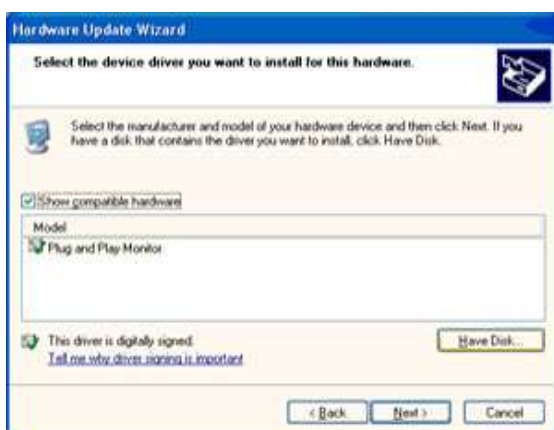 Hardware Update Wizard
Select the device driver you want to install for this hardware.
Select the manufacturer and model of your hardware device and then click Next. If you
have a disk that contains the driver you want to install, click Have Disk.
Show compatible hardware
Model
Plug and Play Monitor
This driver is digitally signed.
Tell me why driver signing is important
Have Disk...
< Back
Next >
Cancel